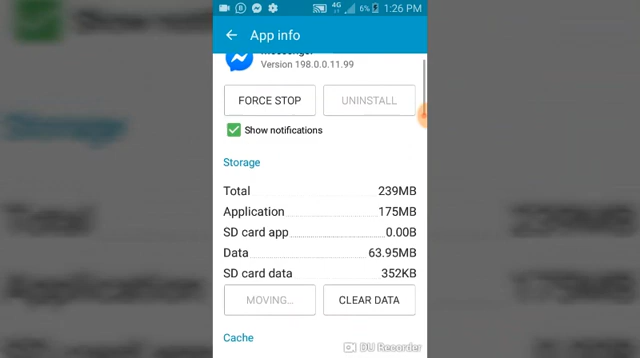 4G 6% 1:26 PM
App info
Version 198.0.0.11.99
FORCE STOP UNINSTALL
Show notifications
Storage
Total 239MB
Application 175MB
SD card app 0.00B
Data 63.95MB
SD card data 352KB
MOVING... CLEAR DATA
Cache
DU Recorder